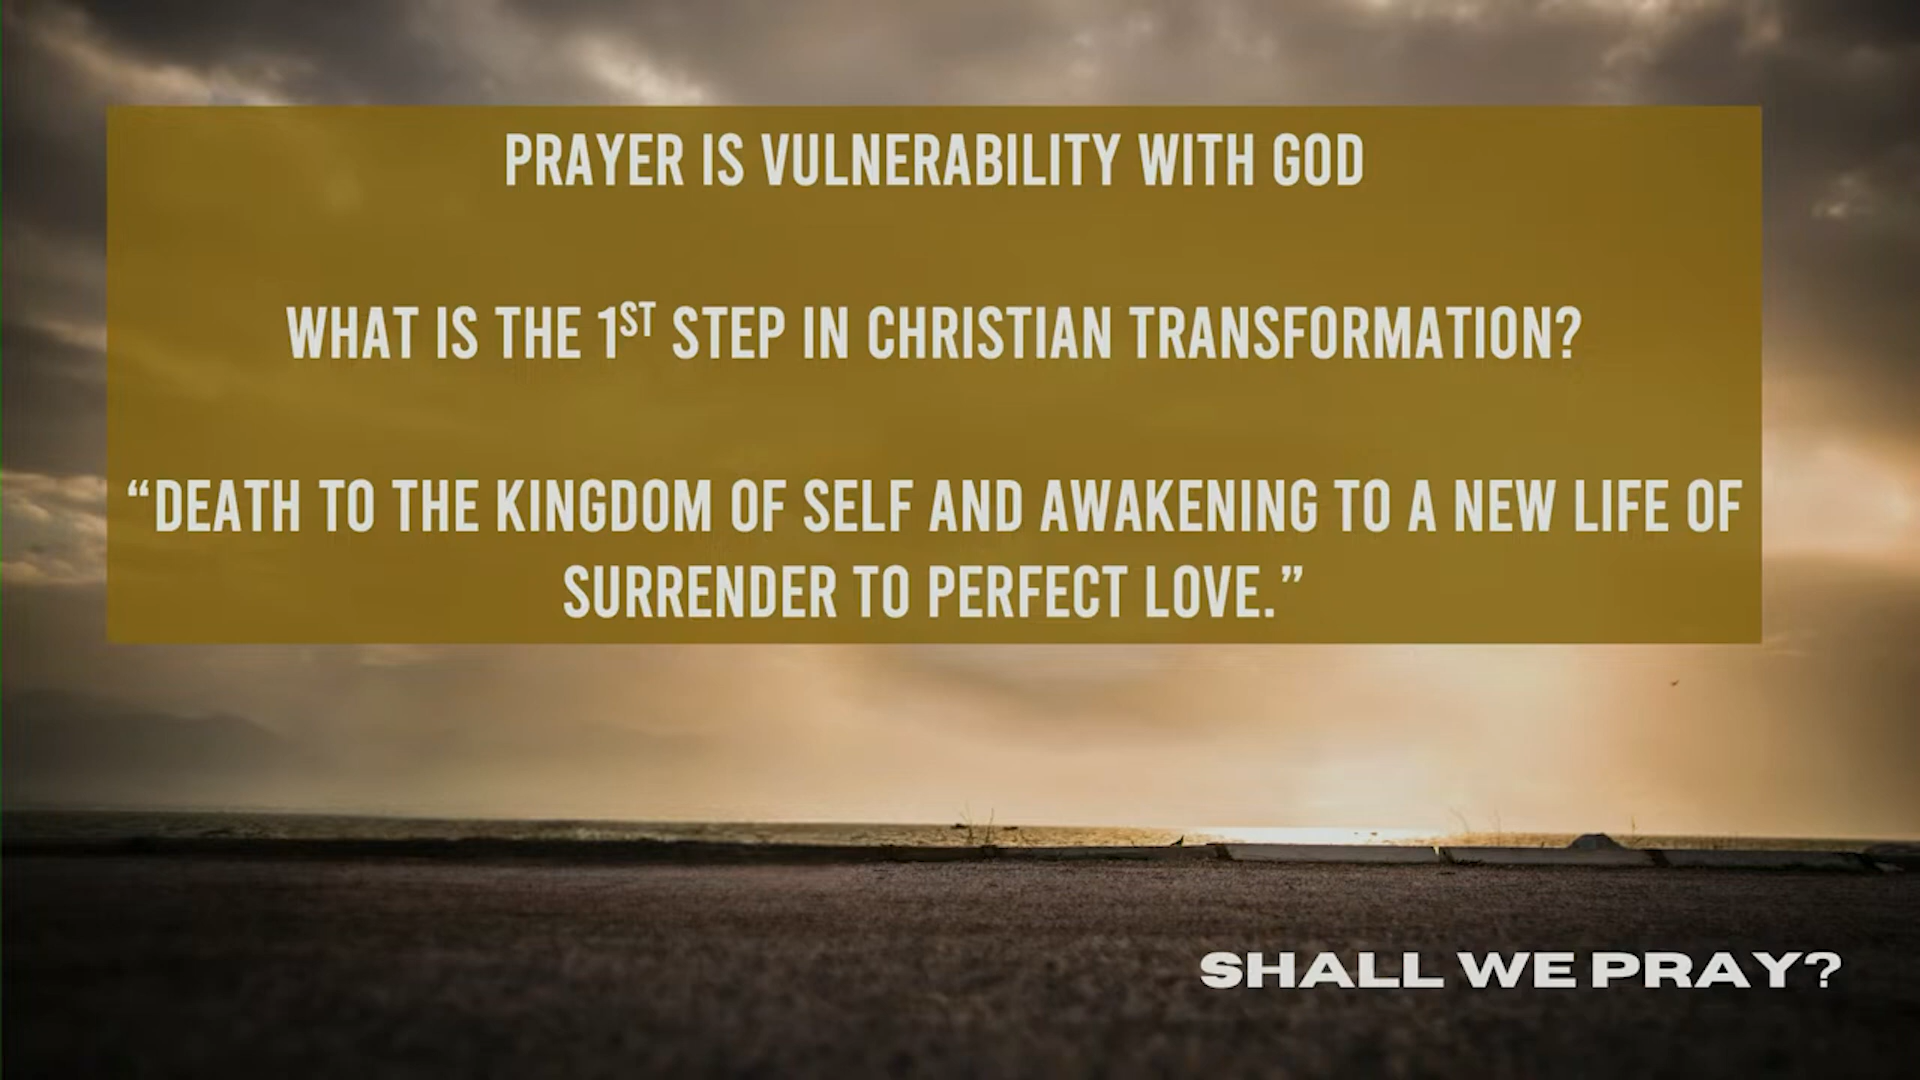 PRAYER IS VULNERABILITY WITH GOD
WHAT IS THE 1ST STEP IN CHRISTIAN TRANSFORMATION?
“DEATH TO THE KINGDOM OF SELF AND AWAKENING TO A NEW LIFE OF
SURRENDER TO PERFECT LOVE.”
SHALL WE PRAY?